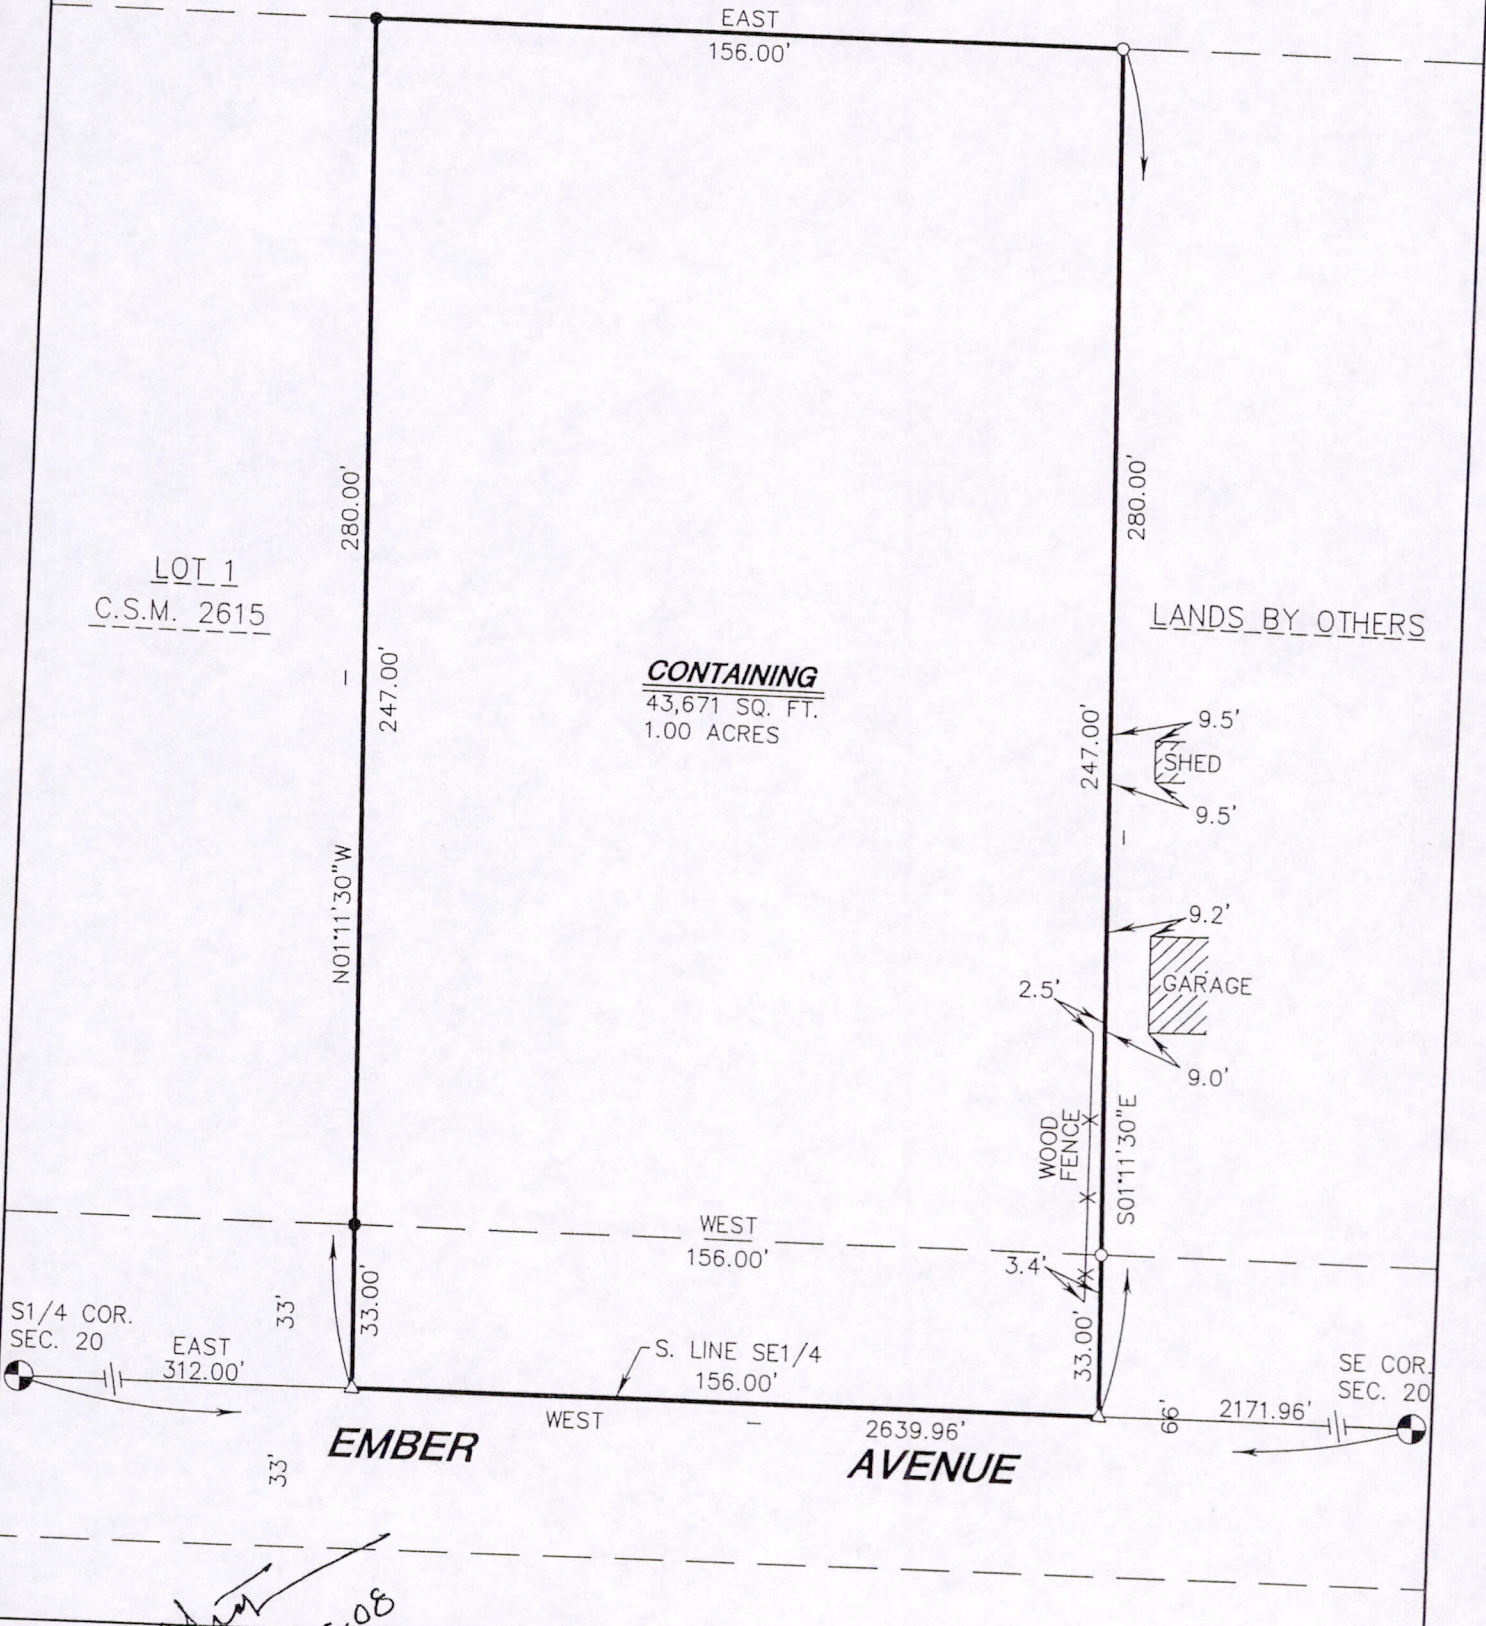 EAST
156.00'
280.00'
280.00'
LOT 1
C.S.M. 2615
LANDS BY OTHERS
247.00'
CONTAINING
43,671 SQ. FT.
1.00 ACRES
–
247.00'
9.5'
SHED
9.5'
–
N01°11'30"W
9.2'
GARAGE
2.5'
9.0'
WOOD
FENCE
S01°11'30"E
WEST
156.00'
3.4'
33'
33.00'
33.00'
S1/4 COR.
SEC. 20
EAST
312.00'
S. LINE SE1/4
156.00'
SE COR.
SEC. 20
WEST
–
2639.96'
66'
2171.96'
33'
EMBER
AVENUE